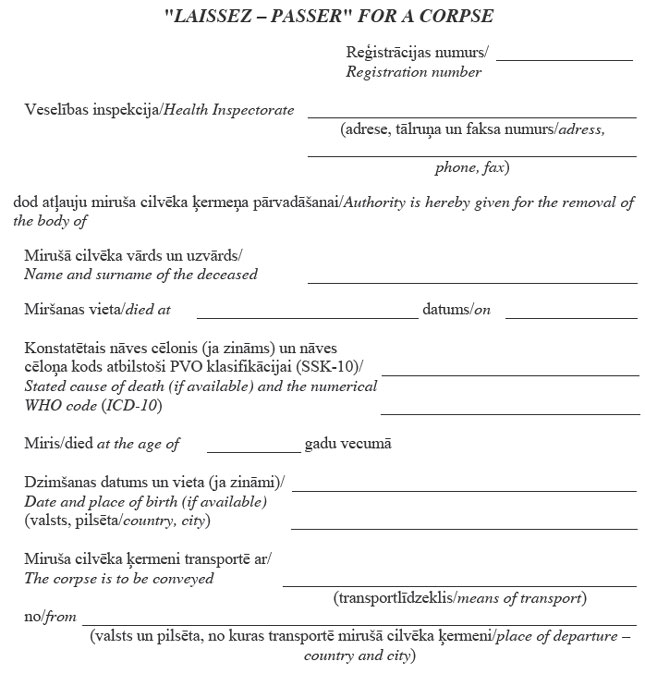 "LAISSEZ – PASSER" FOR A CORPSE
Reģistrācijas numurs/
Registration number
Veselības inspekcija/Health Inspectorate
(adrese, tālruņa un faksa numurs/adress,
phone, fax)
dod atļauju miruša cilvēka ķermeņa pārvadāšanai/Authority is hereby given for the removal of
the body of
Mirušā cilvēka vārds un uzvārds/
Name and surname of the deceased
Miršanas vieta/died at datums/on
Konstatētais nāves cēlonis (ja zināms) un nāves
cēloņa kods atbilstoši PVO klasifikācijai (SSK-10)/
Stated cause of death (if available) and the numerical
WHO code (ICD-10)
Miris/died at the age of gadu vecumā
Dzimšanas datums un vieta (ja zināmi)/
Date and place of birth (if available)
(valsts, pilsēta/country, city)
Miruša cilvēka ķermeni transportē ar/
The corpse is to be conveyed
(transportlīdzeklis/means of transport)
no/from
(valsts un pilsēta, no kuras transportē mirušā cilvēka ķermeni/place of departure –
country and city)